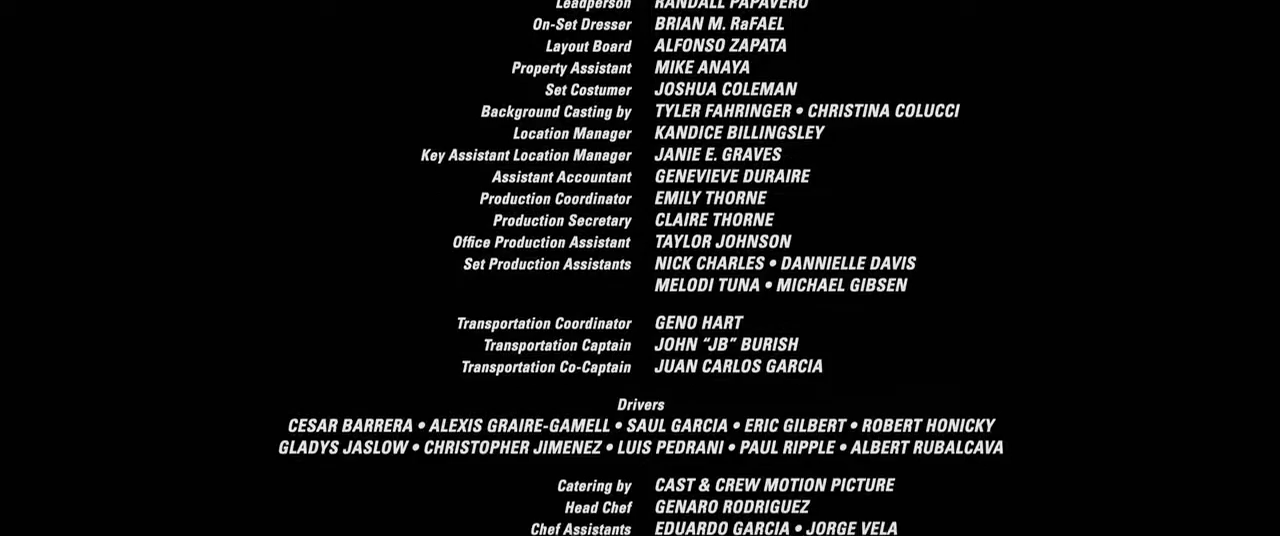 Leadperson RANDALL PAPAVERO
On-Set Dresser BRIAN M. RaFAEL
Layout Board ALFONSO ZAPATA
Property Assistant MIKE ANAYA
Set Costumer JOSHUA COLEMAN
Background Casting by TYLER FAHRINGER • CHRISTINA COLUCCI
Location Manager KANDICE BILLINGSLEY
Key Assistant Location Manager JANIE E. GRAVES
Assistant Accountant GENEVIEVE DURAIRE
Production Coordinator EMILY THORNE
Production Secretary CLAIRE THORNE
Office Production Assistant TAYLOR JOHNSON
Set Production Assistants NICK CHARLES • DANNIELLE DAVIS
MELODI TUNA • MICHAEL GIBSEN
Transportation Coordinator GENO HART
Transportation Captain JOHN “JB” BURISH
Transportation Co-Captain JUAN CARLOS GARCIA
Drivers
CESAR BARRERA • ALEXIS GRAIRE-GAMELL • SAUL GARCIA • ERIC GILBERT • ROBERT HONICKY
GLADYS JASLOW • CHRISTOPHER JIMENEZ • LUIS PEDRANI • PAUL RIPPLE • ALBERT RUBALCAVA
Catering by CAST & CREW MOTION PICTURE
Head Chef GENARO RODRIGUEZ
Chef Assistants EDUARDO GARCIA • JORGE VELA